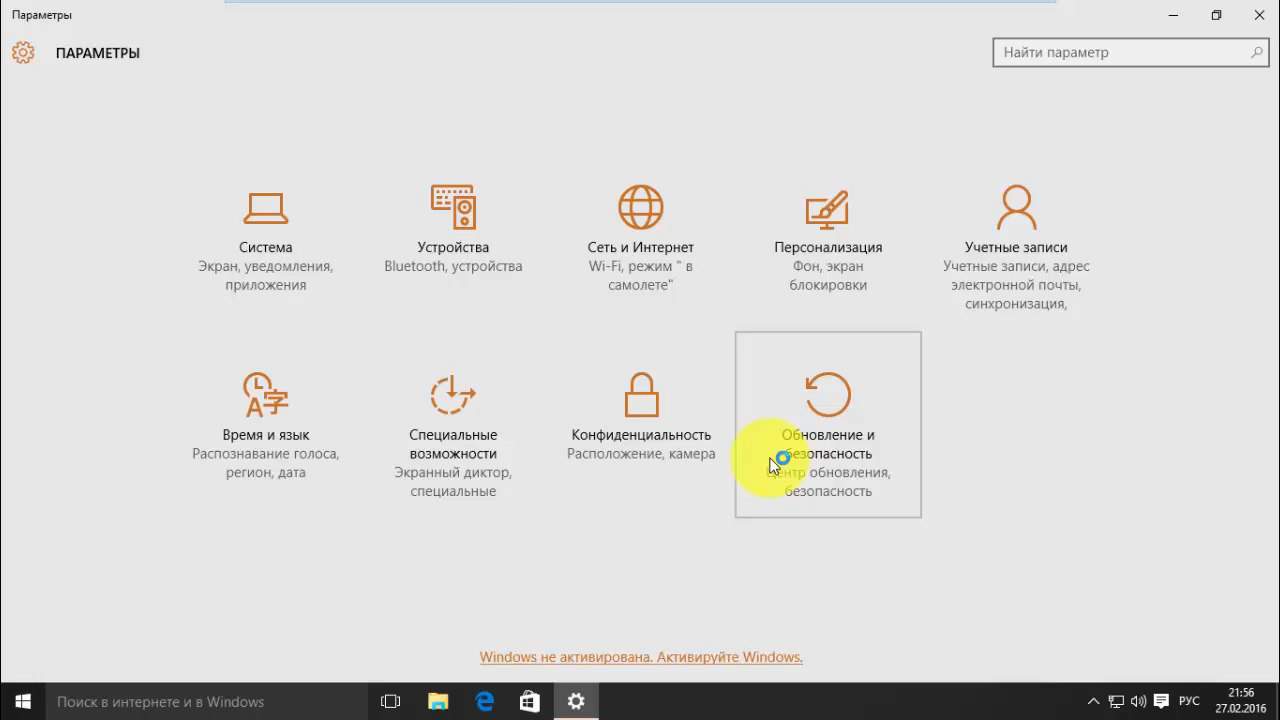 Параметры
ПАРАМЕТРЫ
Найти параметр
Система
Экран, уведомления,
приложения
Устройства
Bluetooth, устройства
Сеть и Интернет
Wi-Fi, режим " в
самолете"
Персонализация
Фон, экран
блокировки
Учетные записи
Учетные записи, адрес
электронной почты,
синхронизация,
Время и язык
Распознавание голоса,
регион, дата
Специальные
возможности
Экранный диктор,
специальные
Конфиденциальность
Расположение, камера
Обновление и
безопасность
Центр обновления,
безопасность
Windows не активирована. Активируйте Windows.
Поиск в интернете и в Windows
РУС
21:56
27.02.2016